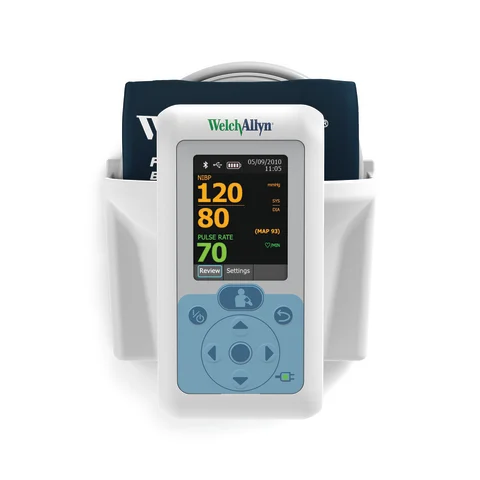 WelchAllyn®
05/09/2010
11:05
NIBP
mmHg
120
SYS
80
DIA
(MAP 93)
PULSE RATE
70
♡/MIN
Review Settings